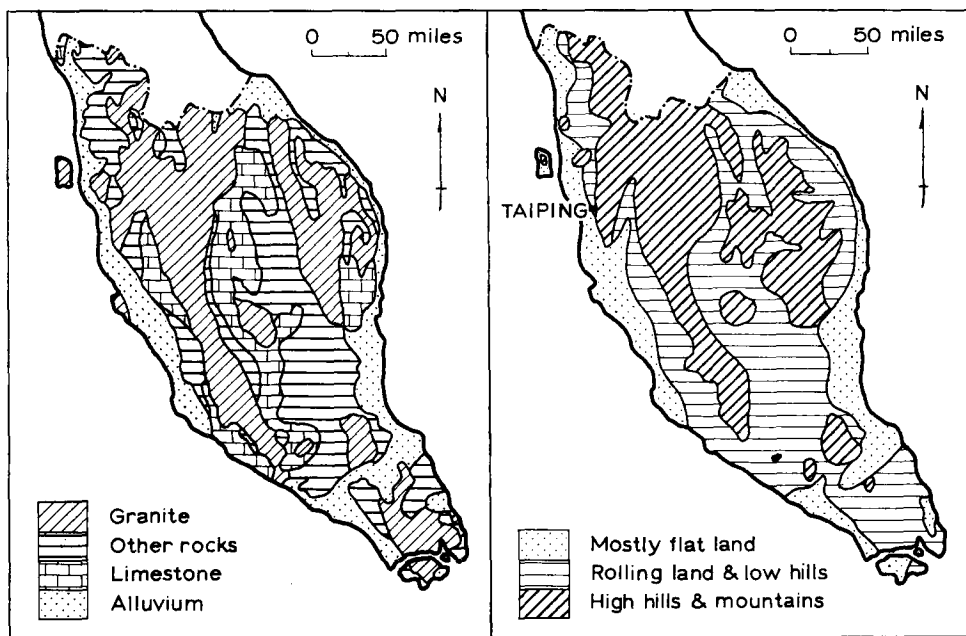 0 50 miles
N
Granite
Other rocks
Limestone
Alluvium
0 50 miles
N
TAIPING
Mostly flat land
Rolling land & low hills
High hills & mountains